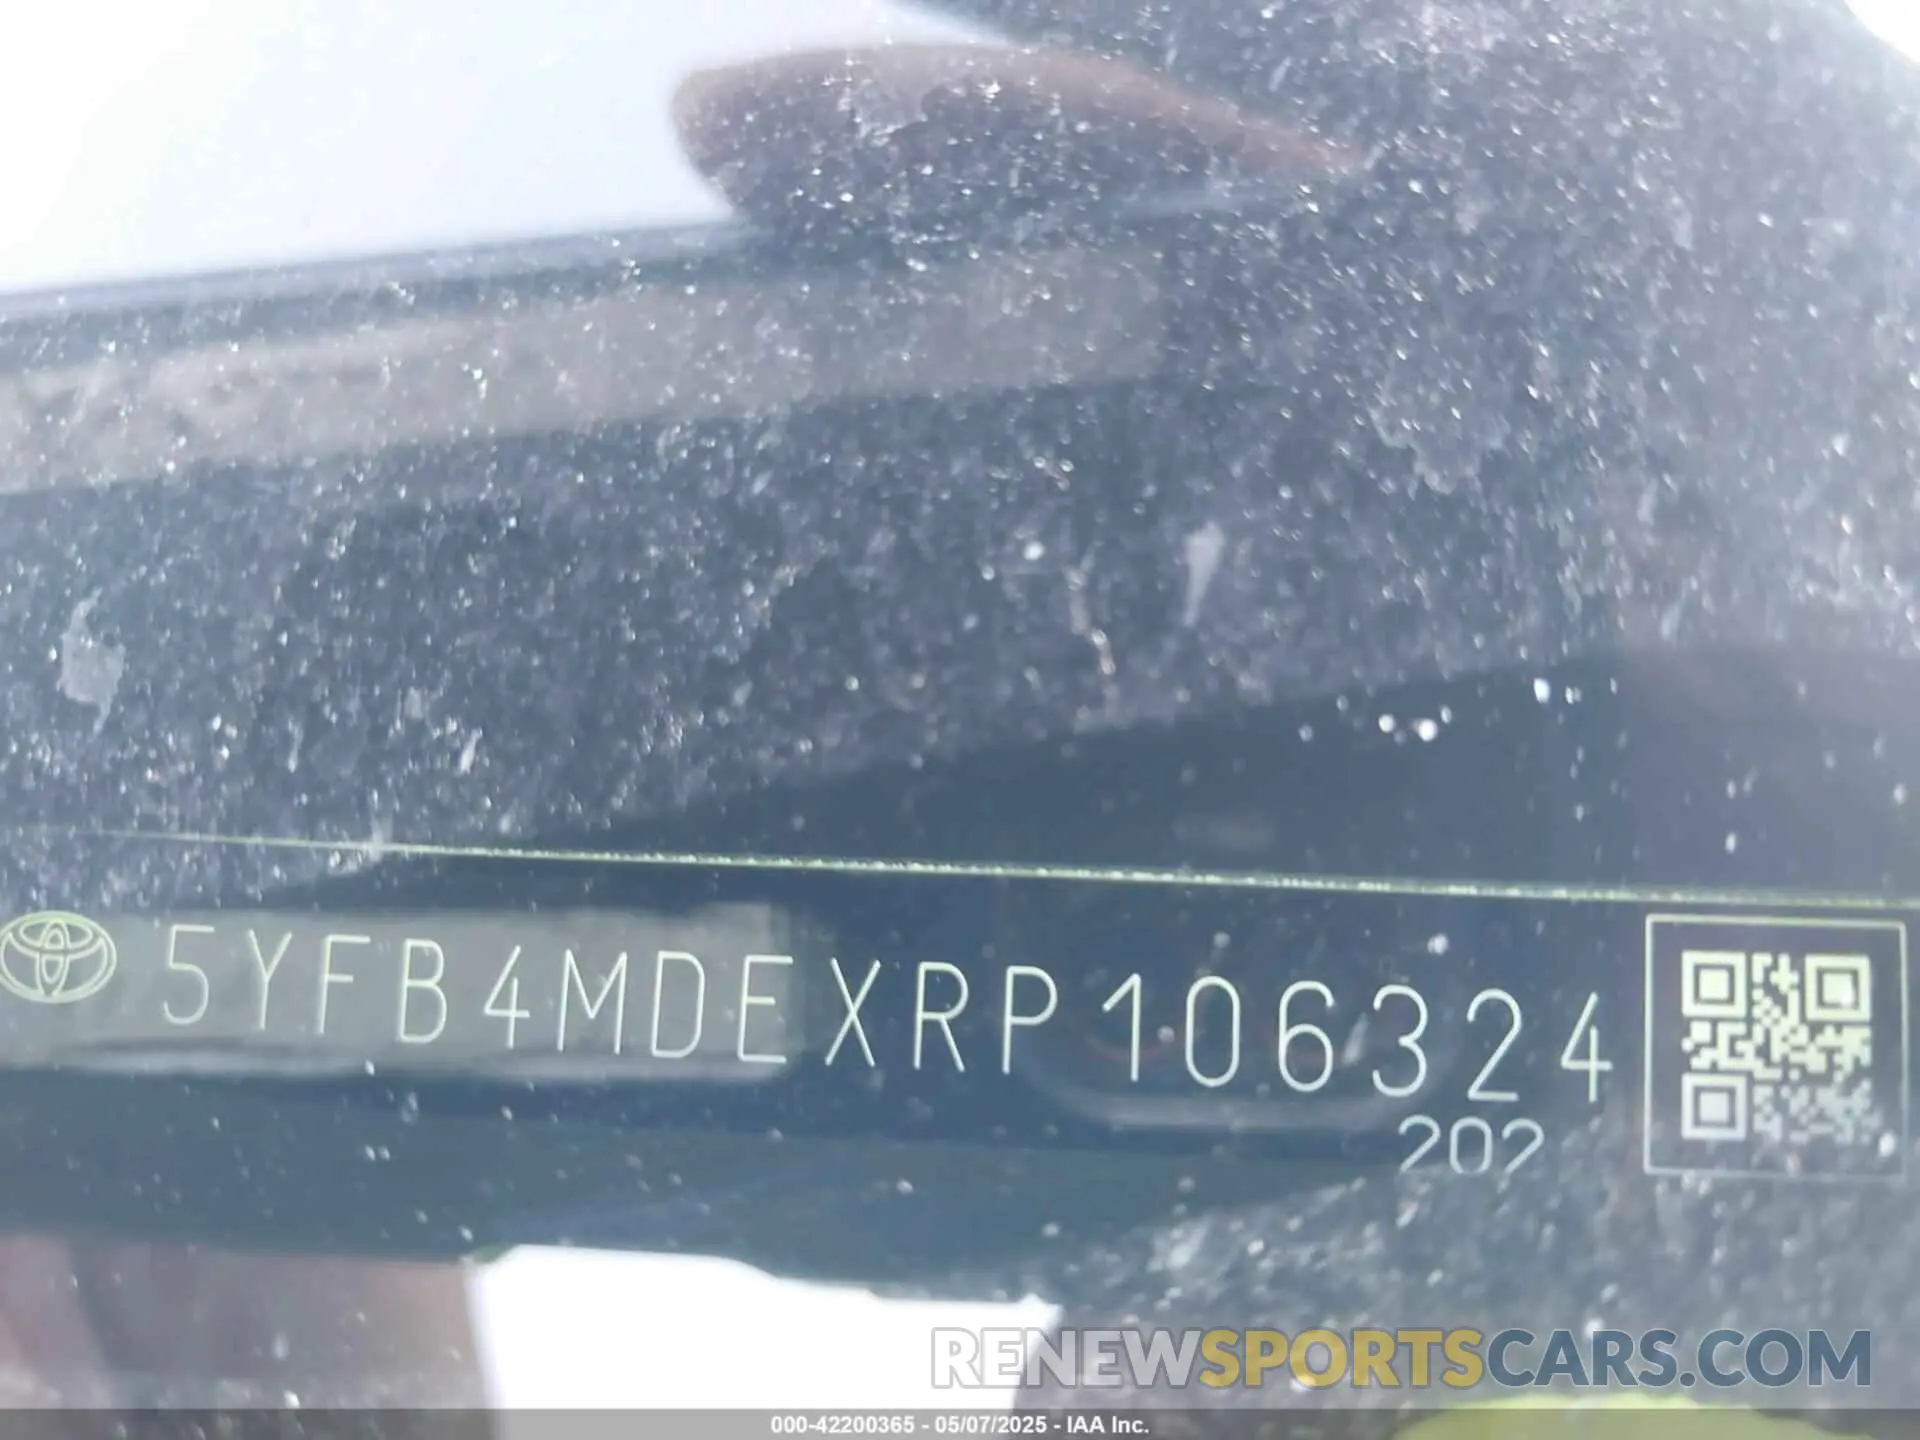 5YFB4MDEXRP106324
202
RENEWSPORTSCARS.COM
000-42200365 - 05/07/2025 - IAA Inc.